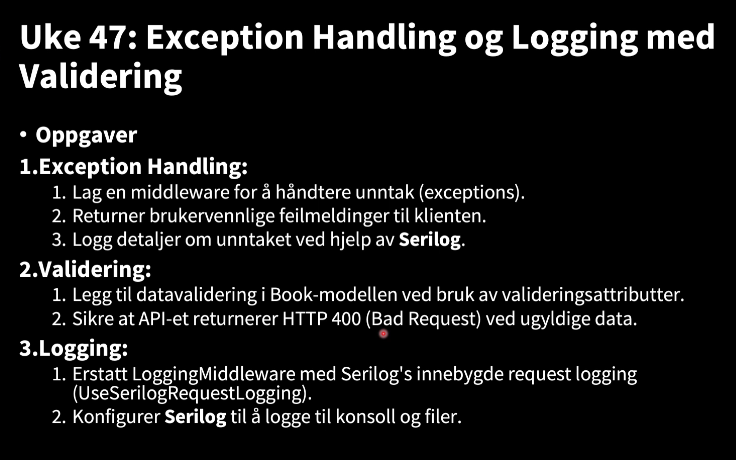 Uke 47: Exception Handling og Logging med
Validering
• Oppgaver
1.Exception Handling:
1. Lag en middleware for å håndtere unntak (exceptions).
2. Returner brukervennlige feilmeldinger til klienten.
3. Logg detaljer om unntaket ved hjelp av Serilog.
2.Validering:
1. Legg til datavalidering i Book-modellen ved bruk av valideringsattributter.
2. Sikre at API-et returnerer HTTP 400 (Bad Request) ved ugyldige data.
3.Logging:
1. Erstatt LoggingMiddleware med Serilog's innebygde request logging
(UseSerilogRequestLogging).
2. Konfigurer Serilog til å logge til konsoll og filer.